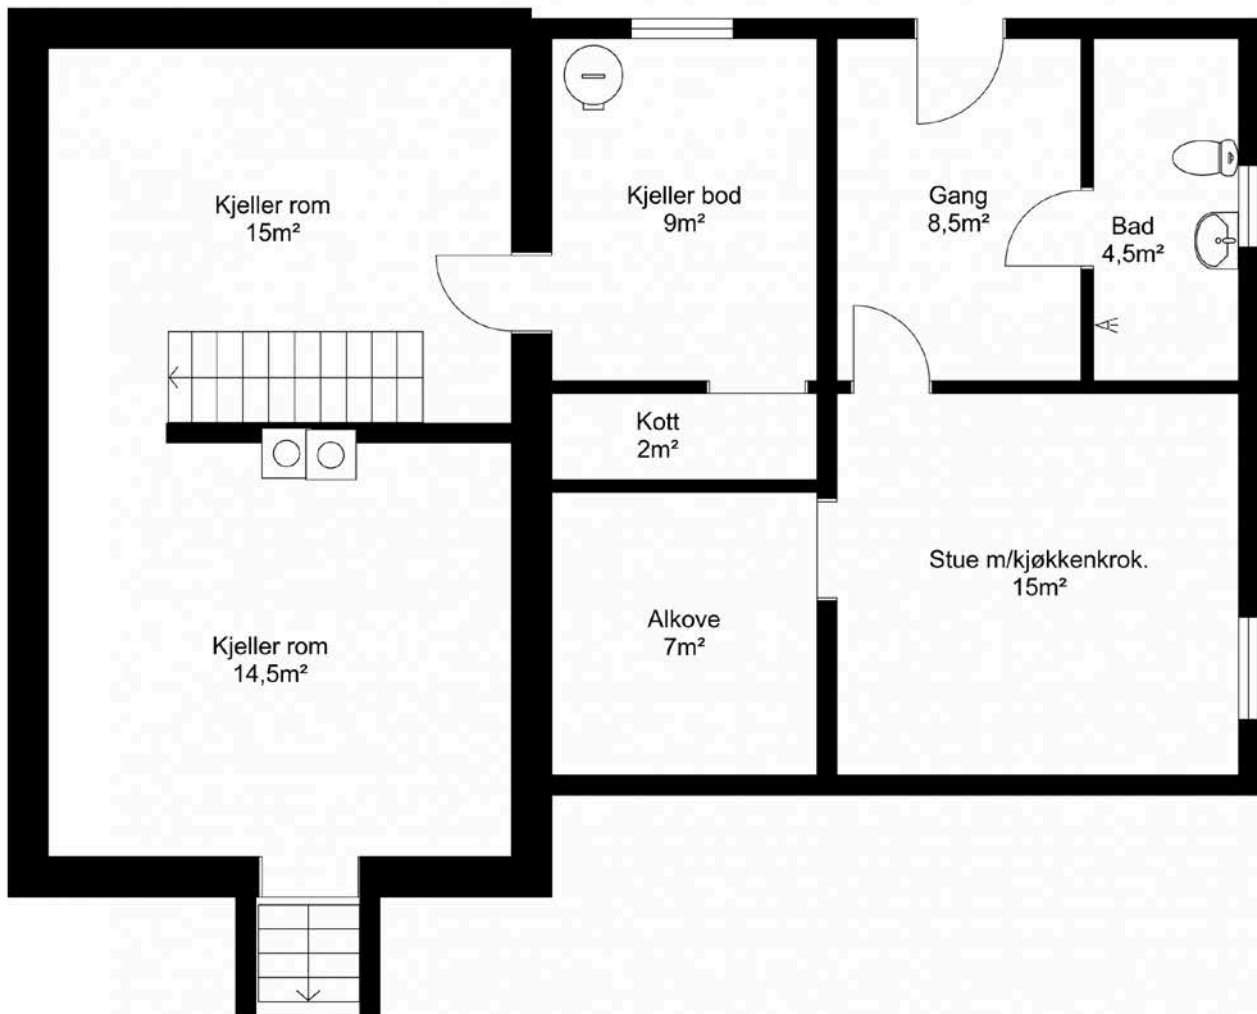 Kjeller rom
15m²
Kjeller bod
9m²
Gang
8,5m²
Bad
4,5m²
Kott
2m²
Stue m/kjøkkenkrok.
15m²
Alkove
7m²
Kjeller rom
14,5m²